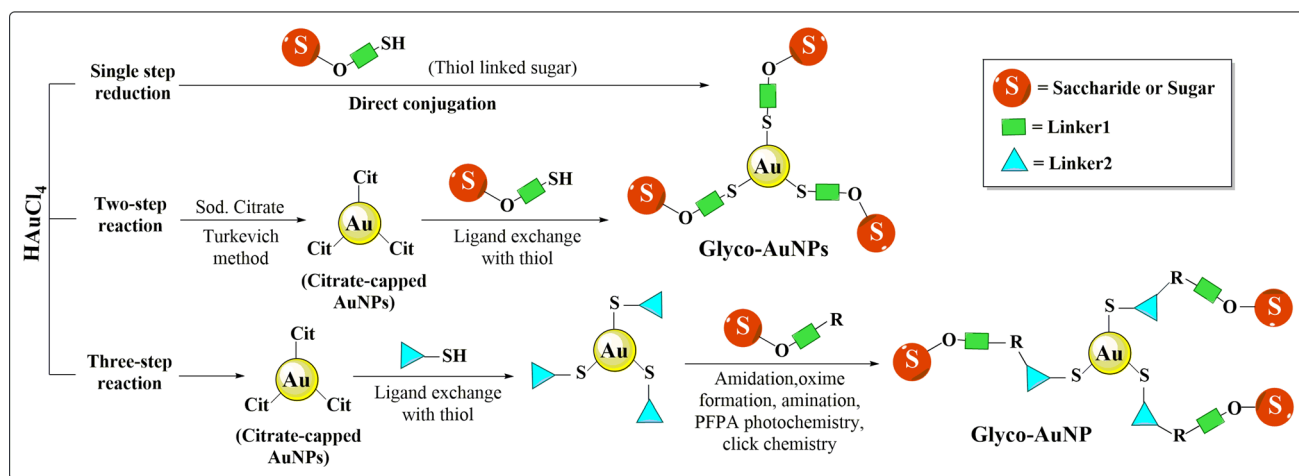 HAuCl4
Single step
reduction
S
O
SH
(Thiol linked sugar)
Direct conjugation
Two-step
reaction
Sod. Citrate
Turkevich
method
Cit
Au
Cit
Cit
(Citrate-capped
AuNPs)
S
O
SH
Ligand exchange
with thiol
S
O
S
Au
S
S
O
S
O
S
Glyco-AuNPs
S
= Saccharide or Sugar
= Linker1
= Linker2
Three-step
reaction
Cit
Au
Cit
Cit
(Citrate-capped
AuNPs)
SH
Ligand exchange
with thiol
S
Au
S
S
S
O
R
Amidation,oxime
formation, amination,
PFPA photochemistry,
click chemistry
R
O
S
S
S
O
R
S
Au
S
R
O
S
Glyco-AuNP